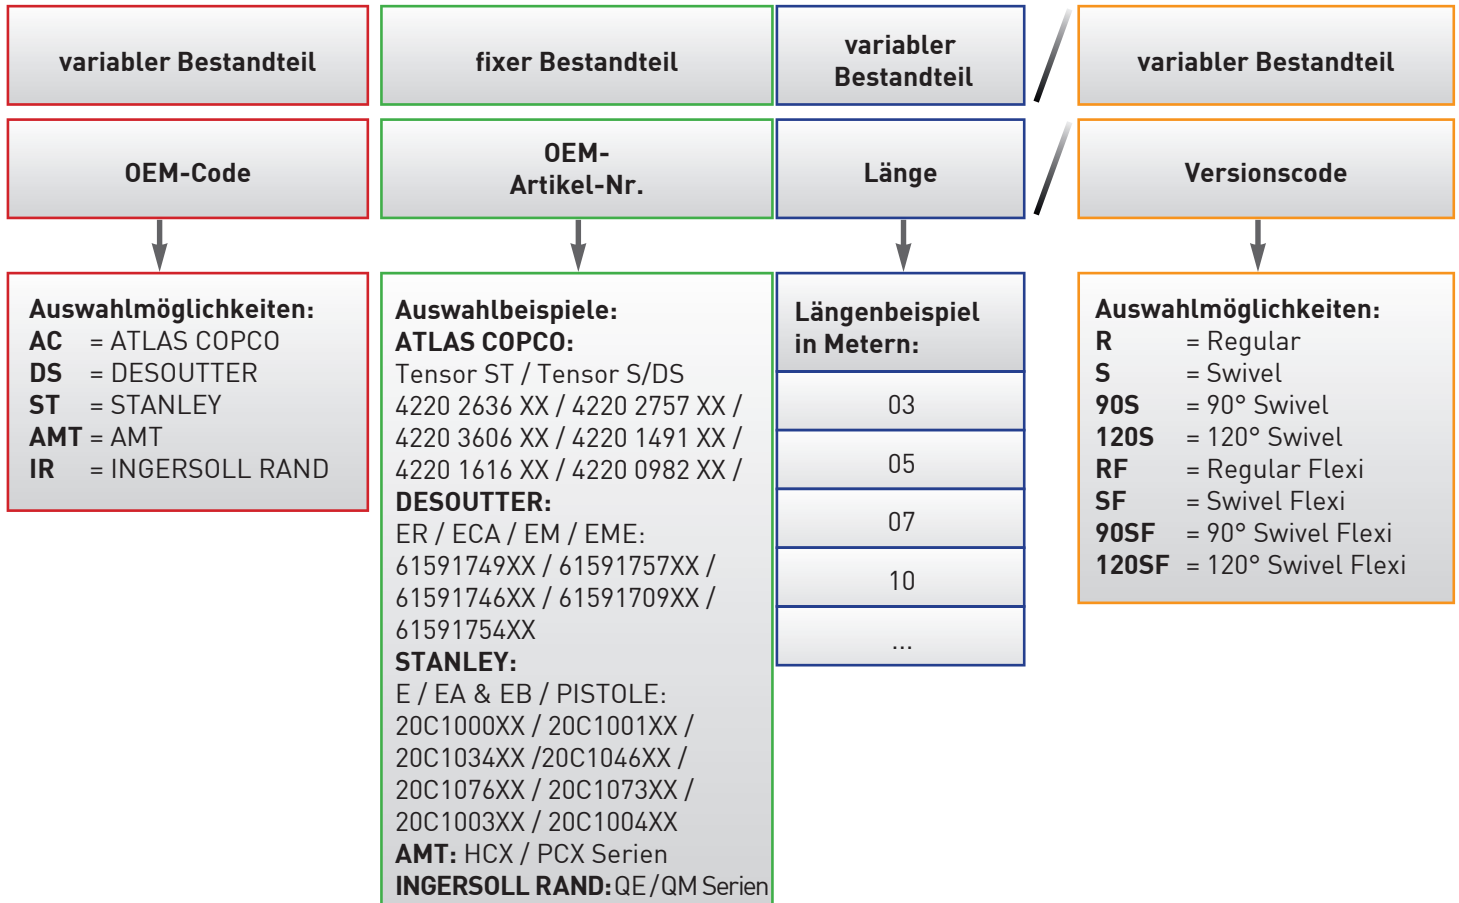 variabler Bestandteil
fixer Bestandteil
variabler
Bestandteil
/
variabler Bestandteil
OEM-Code
OEM-
Artikel-Nr.
Länge
/
Versionscode
Auswahlmöglichkeiten:
AC = ATLAS COPCO
DS = DESOUTTER
ST = STANLEY
AMT = AMT
IR = INGERSOLL RAND
Auswahlbeispiele:
ATLAS COPCO:
Tensor ST / Tensor S/DS
4220 2636 XX / 4220 2757 XX /
4220 3606 XX / 4220 1491 XX /
4220 1616 XX / 4220 0982 XX /
DESOUTTER:
ER / ECA / EM / EME:
61591749XX / 61591757XX /
61591746XX / 61591709XX /
61591754XX
STANLEY:
E / EA & EB / PISTOLE:
20C1000XX / 20C1001XX /
20C1034XX /20C1046XX /
20C1076XX / 20C1073XX /
20C1003XX / 20C1004XX
AMT: HCX / PCX Serien
INGERSOLL RAND: QE/QM Serien
Längenbeispiel
in Metern:
03
05
07
10
...
Auswahlmöglichkeiten:
R = Regular
S = Swivel
90S = 90° Swivel
120S = 120° Swivel
RF = Regular Flexi
SF = Swivel Flexi
90SF = 90° Swivel Flexi
120SF = 120° Swivel Flexi